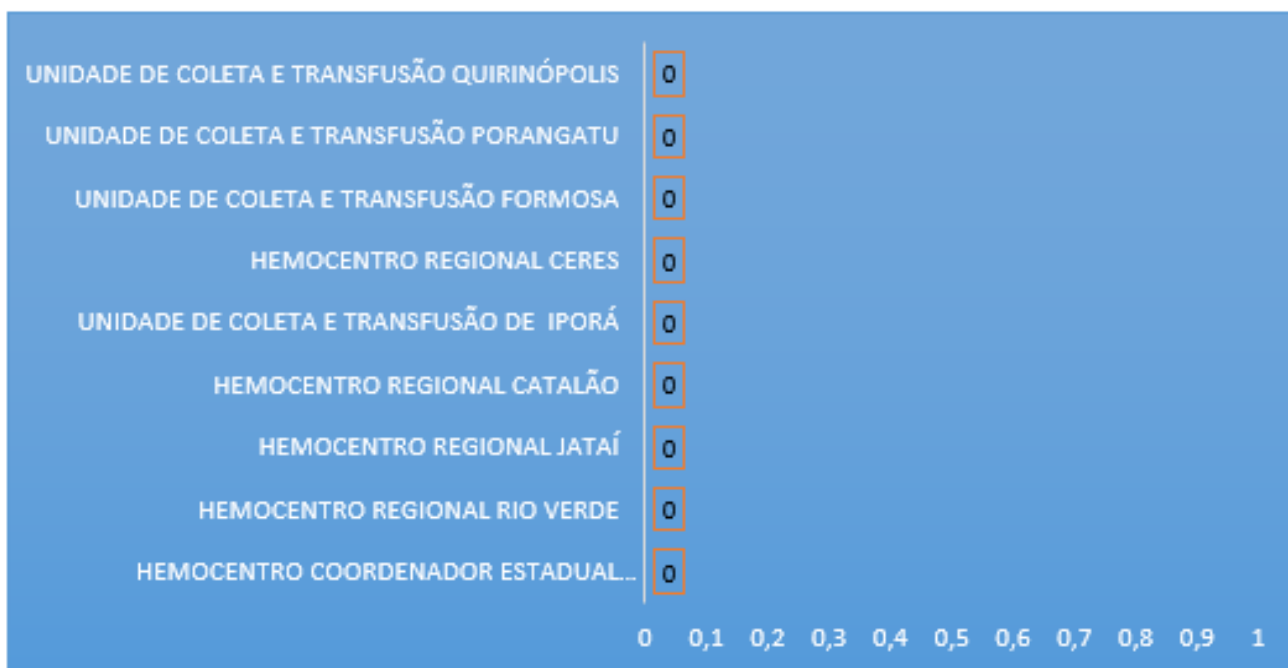 UNIDADE DE COLETA E TRANSFUSÃO QUIRINÓPOLIS 0
UNIDADE DE COLETA E TRANSFUSÃO PORANGATU 0
UNIDADE DE COLETA E TRANSFUSÃO FORMOSA 0
HEMOCENTRO REGIONAL CERES 0
UNIDADE DE COLETA E TRANSFUSÃO DE  IPORÁ 0
HEMOCENTRO REGIONAL CATALÃO 0
HEMOCENTRO REGIONAL JATAÍ 0
HEMOCENTRO REGIONAL RIO VERDE 0
HEMOCENTRO COORDENADOR ESTADUAL... 0
0 0,1 0,2 0,3 0,4 0,5 0,6 0,7 0,8 0,9 1